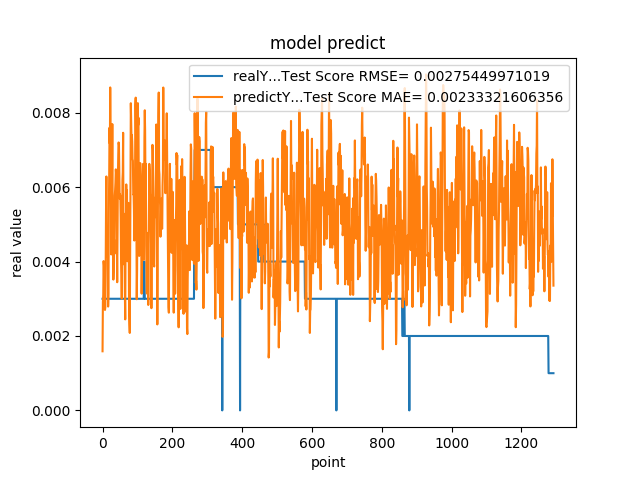 model predict
realY...Test Score RMSE= 0.00275449971019
predictY...Test Score MAE= 0.00233321606356
0.008
0.006
0.004
0.002
0.000
real value
0 200 400 600 800 1000 1200
point